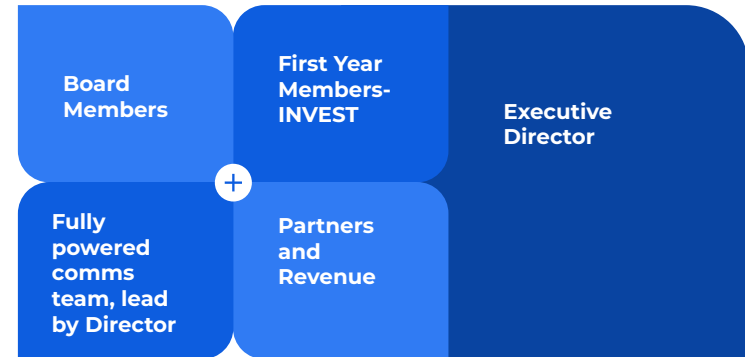 Board
Members
First Year
Members-
INVEST
Executive
Director
Fully
powered
comms
team, lead
by Director
Partners
and
Revenue